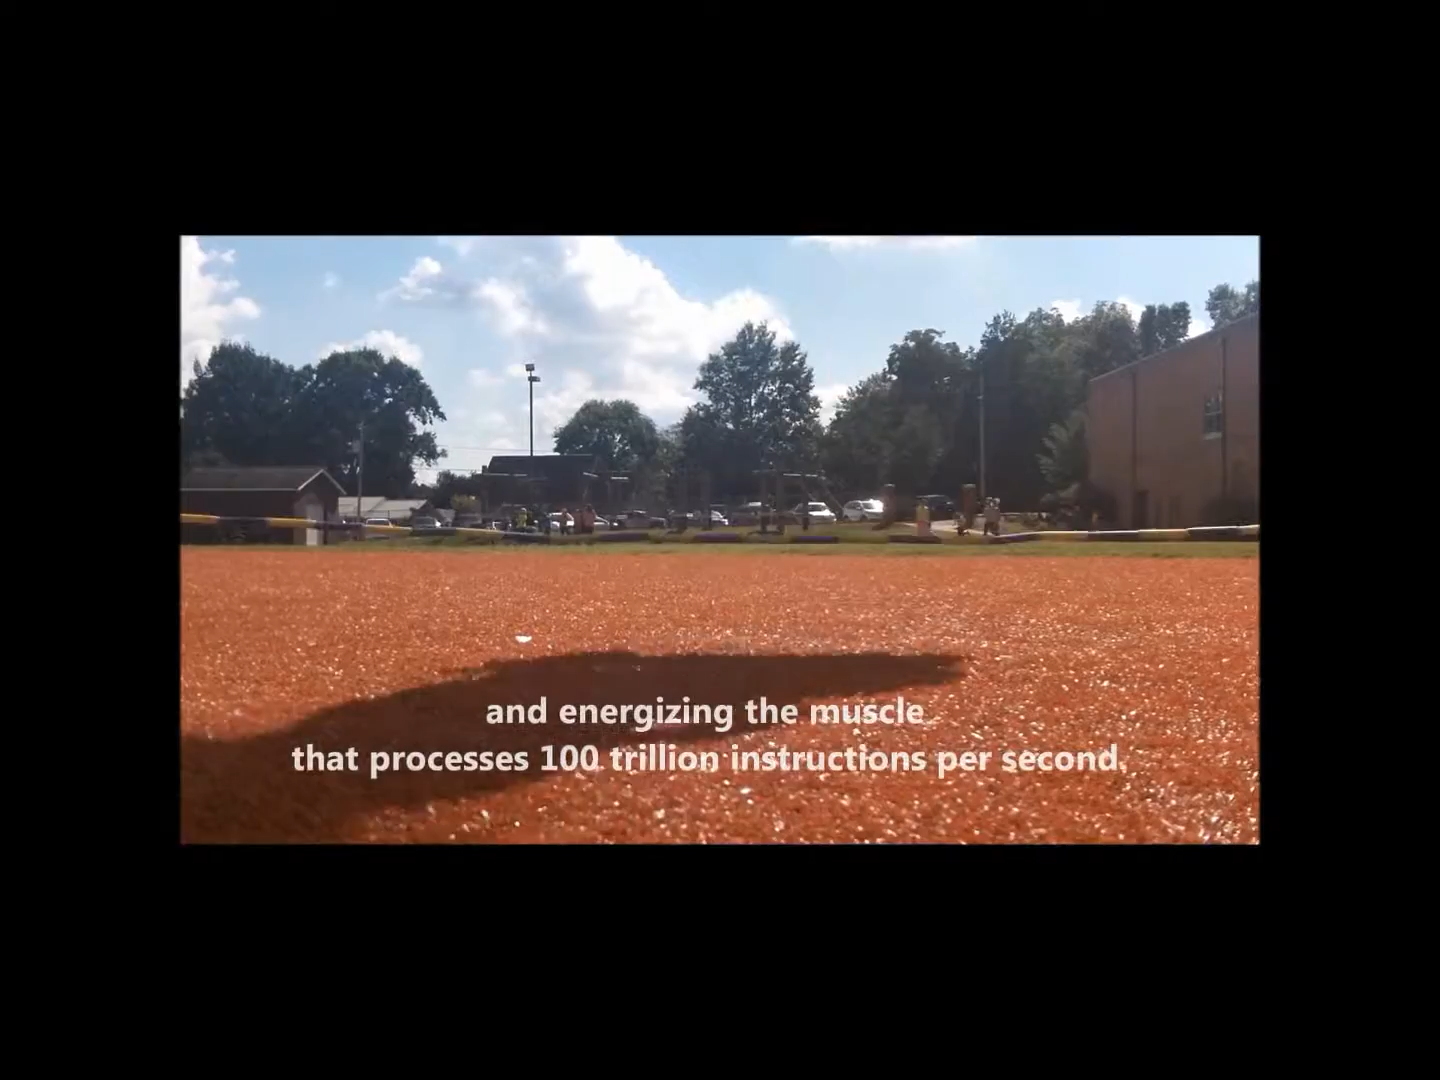 and energizing the muscle
that processes 100 trillion instructions per second.